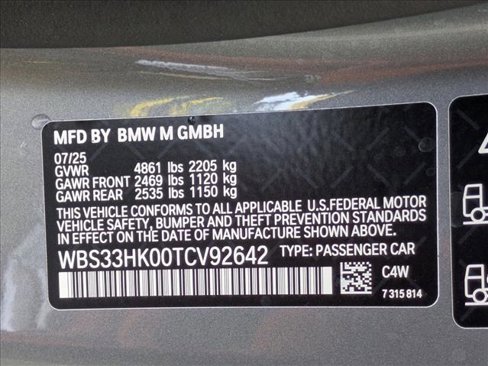 MFD BY BMW M GMBH
07/25
GVWR 4861 lbs 2205 kg
GAWR FRONT 2469 lbs 1120 kg
GAWR REAR 2535 lbs 1150 kg
THIS VEHICLE CONFORMS TO ALL APPLICABLE U.S.FEDERAL MOTOR
VEHICLE SAFETY, BUMPER AND THEFT PREVENTION STANDARDS
IN EFFECT ON THE DATE OF MANUFACTURE SHOWN ABOVE.
WBS33HK00TCV92642 TYPE: PASSENGER CAR
C4W
7 315 814